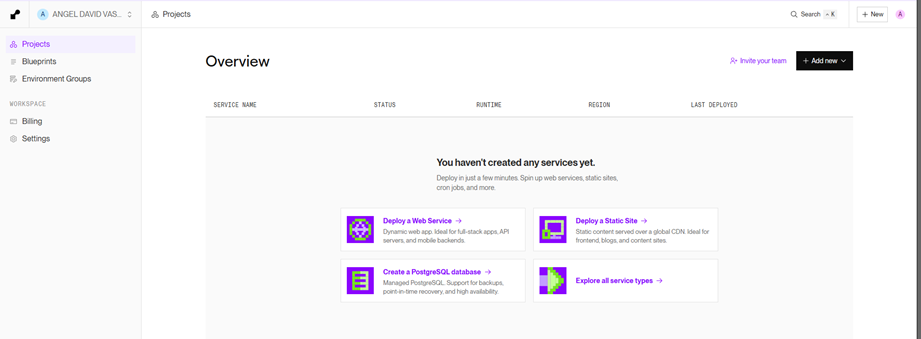 A ANGEL DAVID VAS...
Projects
Search ^ K
+ New
A
Projects
Blueprints
Environment Groups
WORKSPACE
Billing
Settings
Overview
Invite your team
+ Add new
SERVICE NAME STATUS RUNTIME REGION LAST DEPLOYED
You haven't created any services yet.
Deploy in just a few minutes. Spin up web services, static sites,
cron jobs, and more.
Deploy a Web Service →
Dynamic web app. Ideal for full-stack apps, API
servers, and mobile backends.
Deploy a Static Site →
Static content served over a global CDN. Ideal for
frontend, blogs, and content sites.
Create a PostgreSQL database →
Managed PostgreSQL. Support for backups,
point-in-time recovery, and high availability.
Explore all service types →